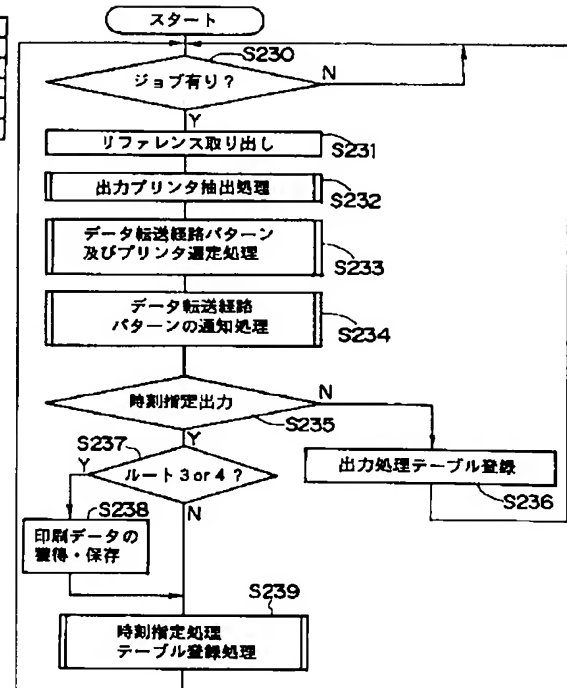 スタート
S230
ジョブ有り?
N
Y
リファレンス取り出し
S231
出力プリンタ抽出処理
S232
データ転送経路パターン
及びプリンタ選定処理
S233
データ転送経路
パターンの通知処理
S234
時刻指定出力
N
S235
Y
S237
Y
ルート3or4?
N
出力処理テーブル登録
S236
S238
印刷データの
獲得・保存
S239
時刻指定処理
テーブル登録処理